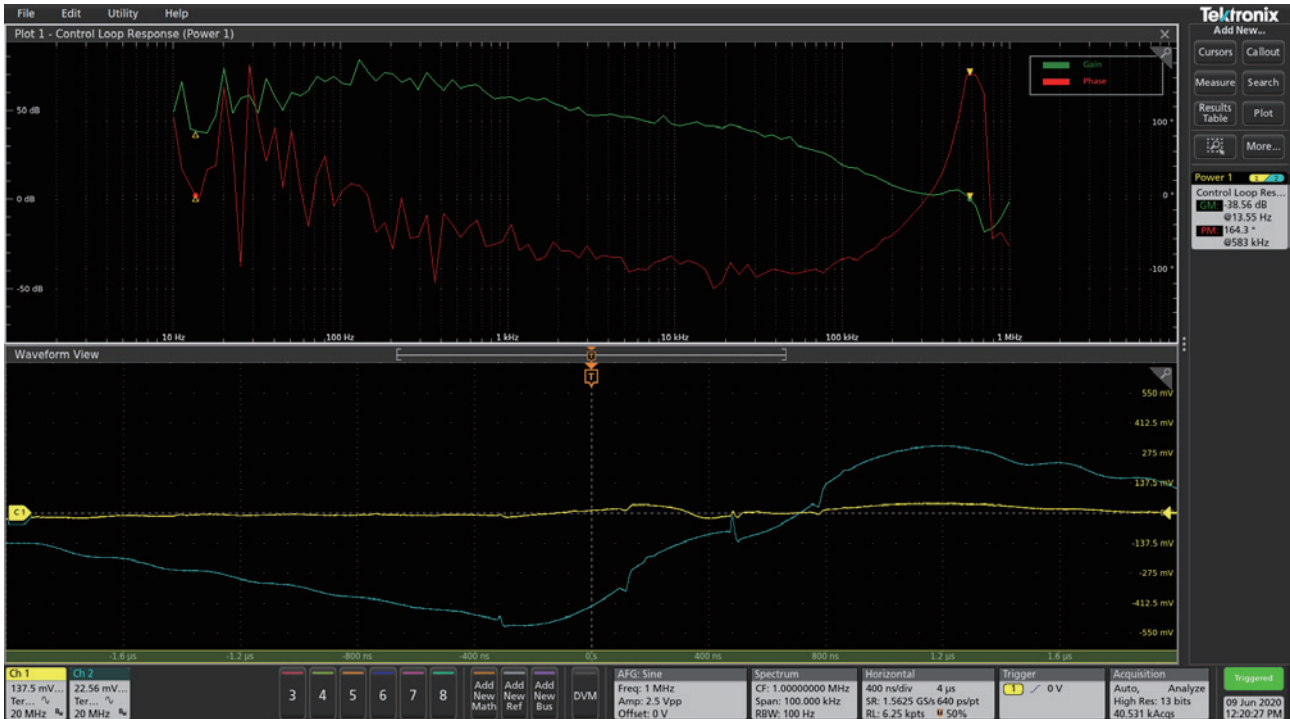 File Edit Utility Help
Tektronix
Plot 1 - Control Loop Response (Power 1)
Add New...
Cursors Callout
Gain
Phase
Measure Search
Results Table Plot
More...
50 dB
100 °
0 dB
0 °
-50 dB
-100 °
10 Hz 100 Hz 1 kHz 10 kHz 100 kHz 1 MHz
Power 1 1 2
Control Loop Res...
GM: -38.56 dB
@13.55 Hz
PM: 164.3 °
@583 kHz
Waveform View
T
T
550 mV
412.5 mV
275 mV
137.5 mV
C1
-137.5 mV
-275 mV
-412.5 mV
-550 mV
-1.6 µs -1.2 µs -800 ns -400 ns 0 s 400 ns 800 ns 1.2 µs 1.6 µs
Ch 1
137.5 mV...
Ter...
20 MHz
Ch 2
22.56 mV...
Ter...
20 MHz
3 4 5 6 7 8
Add New Math
Add New Ref
Add New Bus
DVM
AFG: Sine
Freq: 1 MHz
Amp: 2.5 Vpp
Offset: 0 V
Spectrum
CF: 1.00000000 MHz
Span: 100.000 kHz
RBW: 100 Hz
Horizontal
400 ns/div 4 µs
SR: 1.5625 GS/s 640 ps/pt
RL: 6.25 kpts 50%
Trigger
1 0 V
Acquisition
Auto, Analyze
High Res: 13 bits
40.531 kAcqs
Triggered
09 Jun 2020
12:20:27 PM